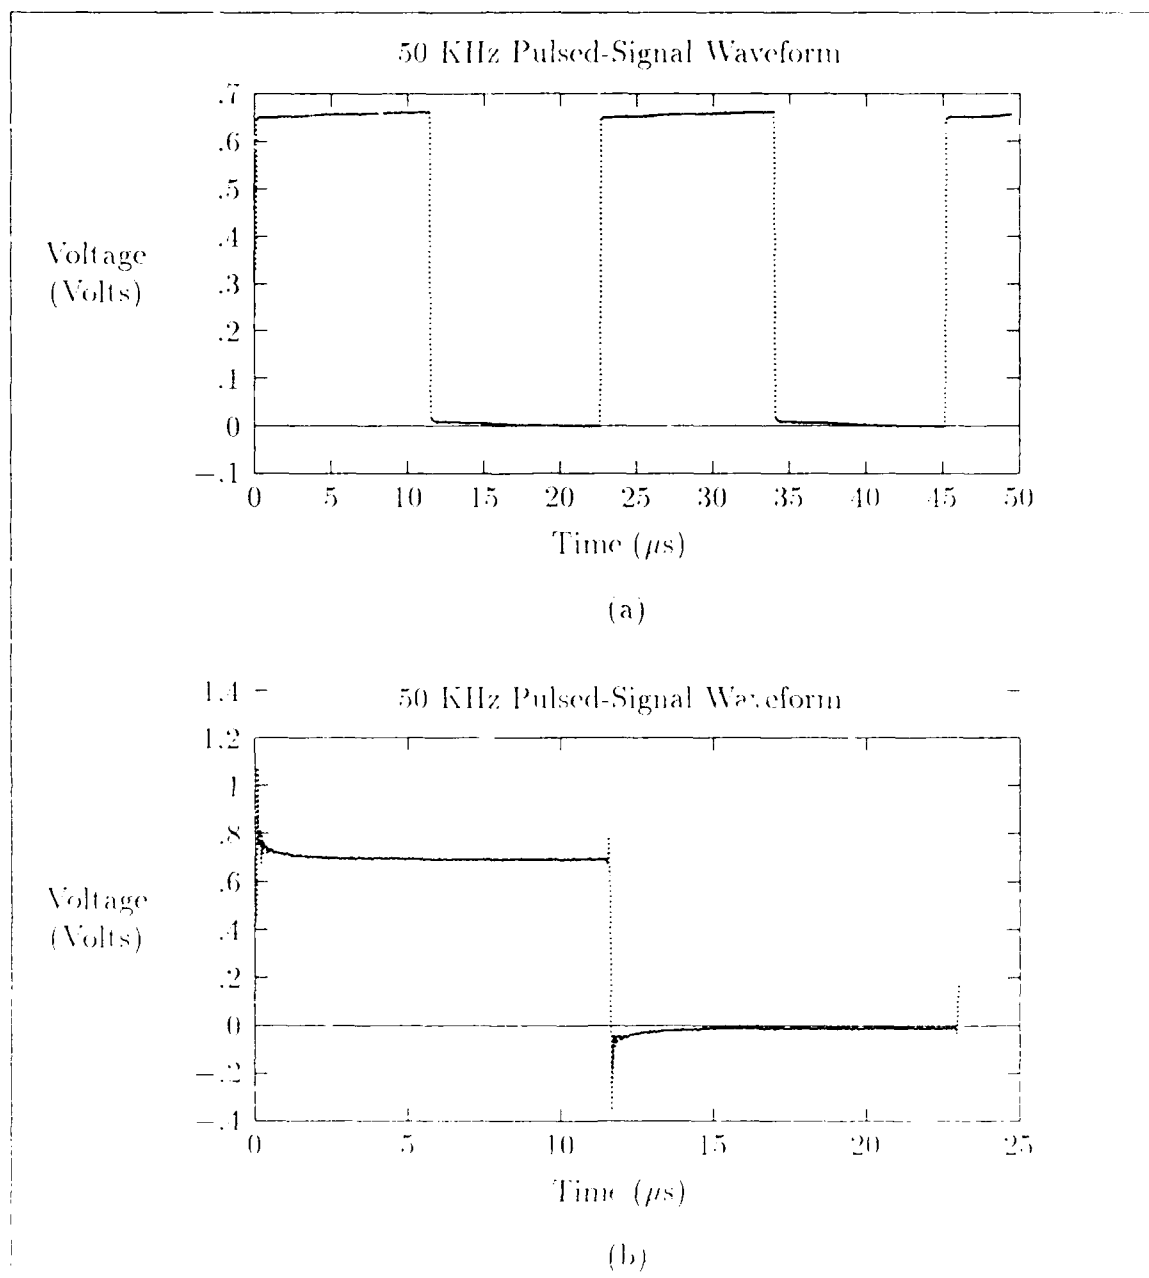 50 KHz Pulsed-Signal Waveform
.7
.6
.5
.4
.3
.2
.1
0
−.1
Voltage
(Volts)
0 5 10 15 20 25 30 35 40 45 50
Time (μs)
(a)
50 KHz Pulsed-Signal Waveform
1.4
1.2
1
.8
.6
.4
.2
0
−.2
−.4
Voltage
(Volts)
0 5 10 15 20 25
Time (μs)
(b)